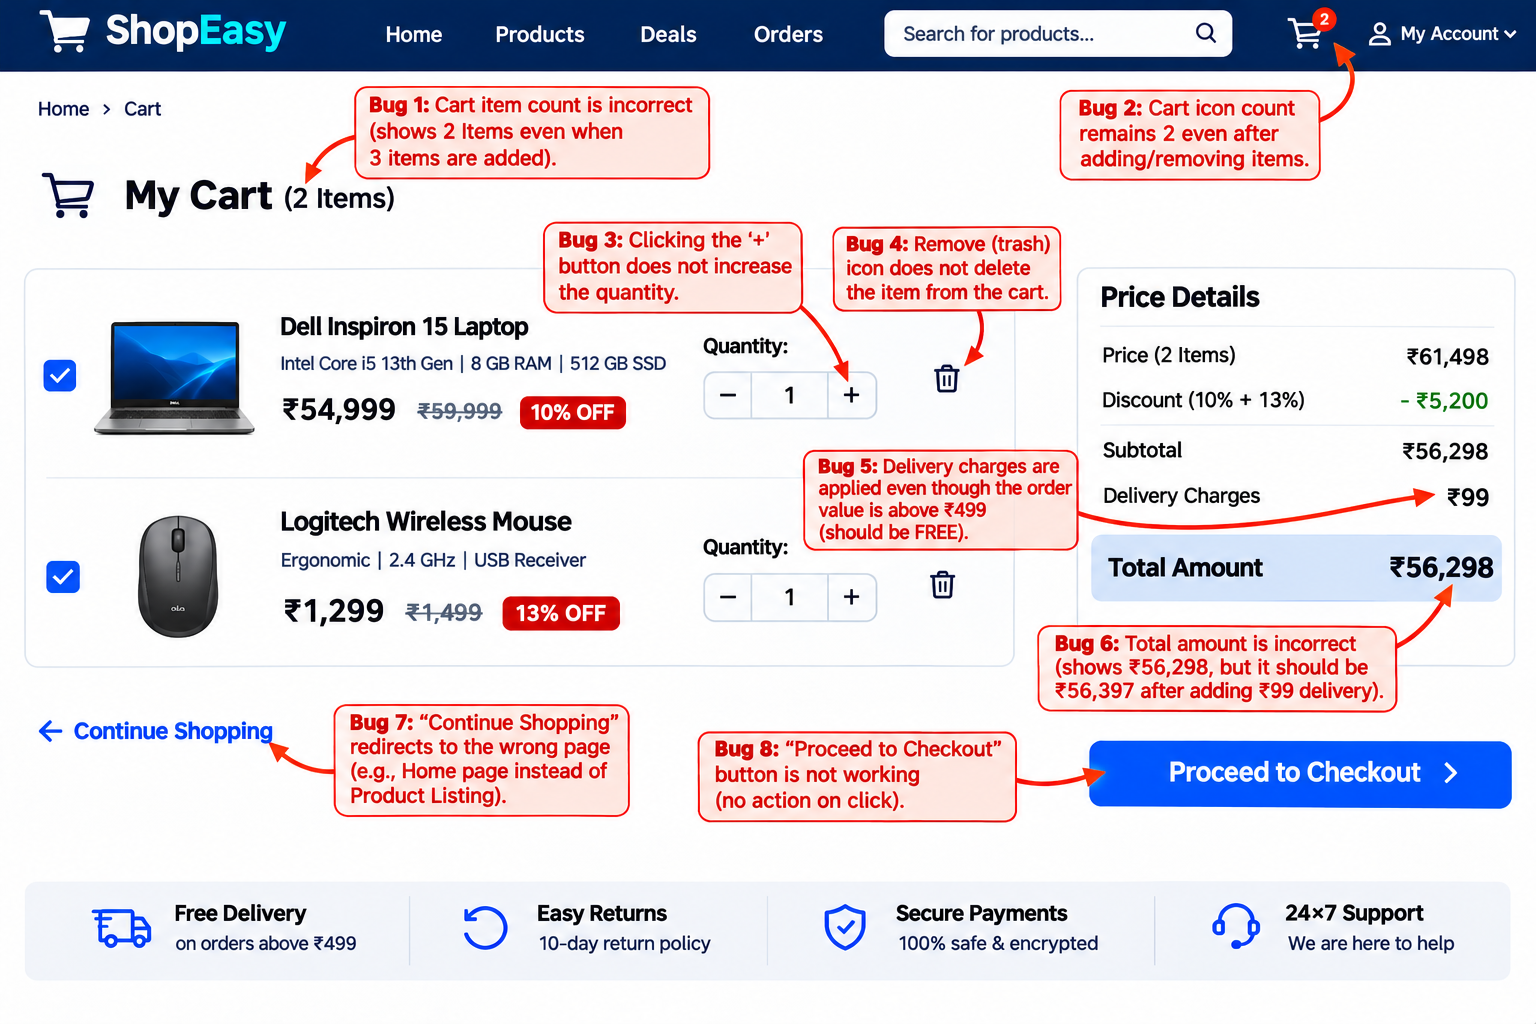 ShopEasy
Home
Products
Deals
Orders
Search for products...
2
My Account
Home > Cart
Bug 1: Cart item count is incorrect
(shows 2 Items even when
3 items are added).
Bug 2: Cart icon count
remains 2 even after
adding/removing items.
My Cart (2 Items)
Bug 3: Clicking the ‘+’
button does not increase
the quantity.
Bug 4: Remove (trash)
icon does not delete
the item from the cart.
Dell Inspiron 15 Laptop
Intel Core i5 13th Gen | 8 GB RAM | 512 GB SSD
₹54,999 ₹59,999 10% OFF
Quantity:
− 1 +
DELL
Logitech Wireless Mouse
Ergonomic | 2.4 GHz | USB Receiver
₹1,299 ₹1,499 13% OFF
Quantity:
− 1 +
Price Details
Price (2 Items) ₹61,498
Discount (10% + 13%) - ₹5,200
Subtotal ₹56,298
Delivery Charges ₹99
Total Amount ₹56,298
Bug 5: Delivery charges are
applied even though the order
value is above ₹499
(should be FREE).
Bug 6: Total amount is incorrect
(shows ₹56,298, but it should be
₹56,397 after adding ₹99 delivery).
← Continue Shopping
Bug 7: “Continue Shopping”
redirects to the wrong page
(e.g., Home page instead of
Product Listing).
Bug 8: “Proceed to Checkout”
button is not working
(no action on click).
Proceed to Checkout >
Free Delivery
on orders above ₹499
Easy Returns
10-day return policy
Secure Payments
100% safe & encrypted
24×7 Support
We are here to help